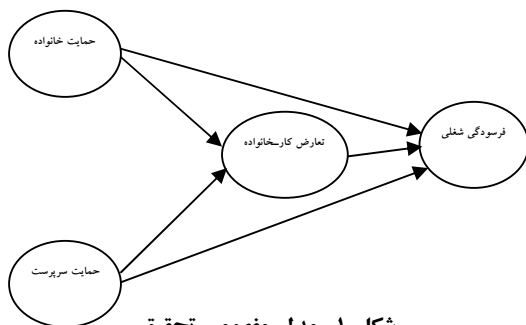 حمایت خانواده
فرسودگی شغلی
تعارض کار-خانواده
حمایت سرپرست